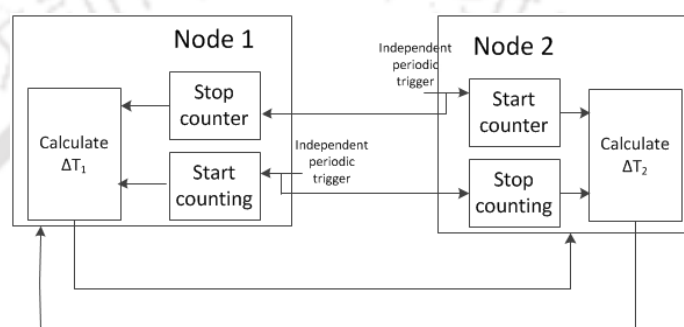 Node 1
Node 2
Independent
periodic
trigger
Stop
counter
Start
counter
Calculate
ΔT₁
Independent
periodic
trigger
Start
counting
Stop
counting
Calculate
ΔT₂